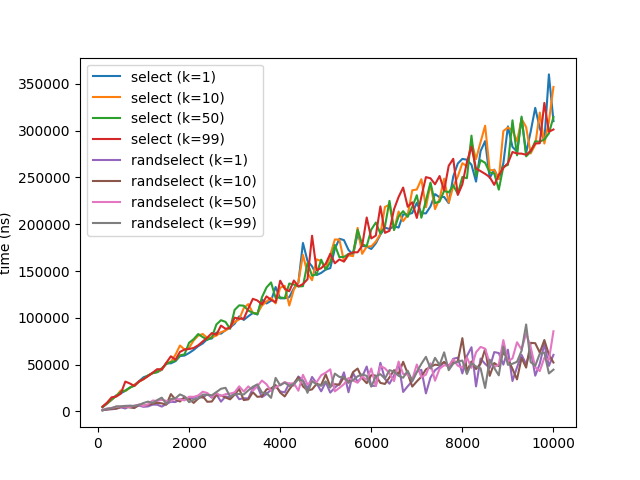 350000
300000
250000
200000
150000
100000
50000
0
time (ns)
select (k=1)
select (k=10)
select (k=50)
select (k=99)
randselect (k=1)
randselect (k=10)
randselect (k=50)
randselect (k=99)
0 2000 4000 6000 8000 10000